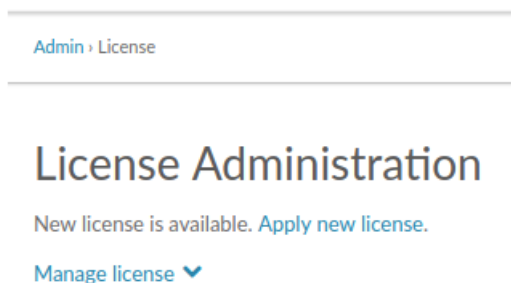 Admin › License
License Administration
New license is available. Apply new license.
Manage license